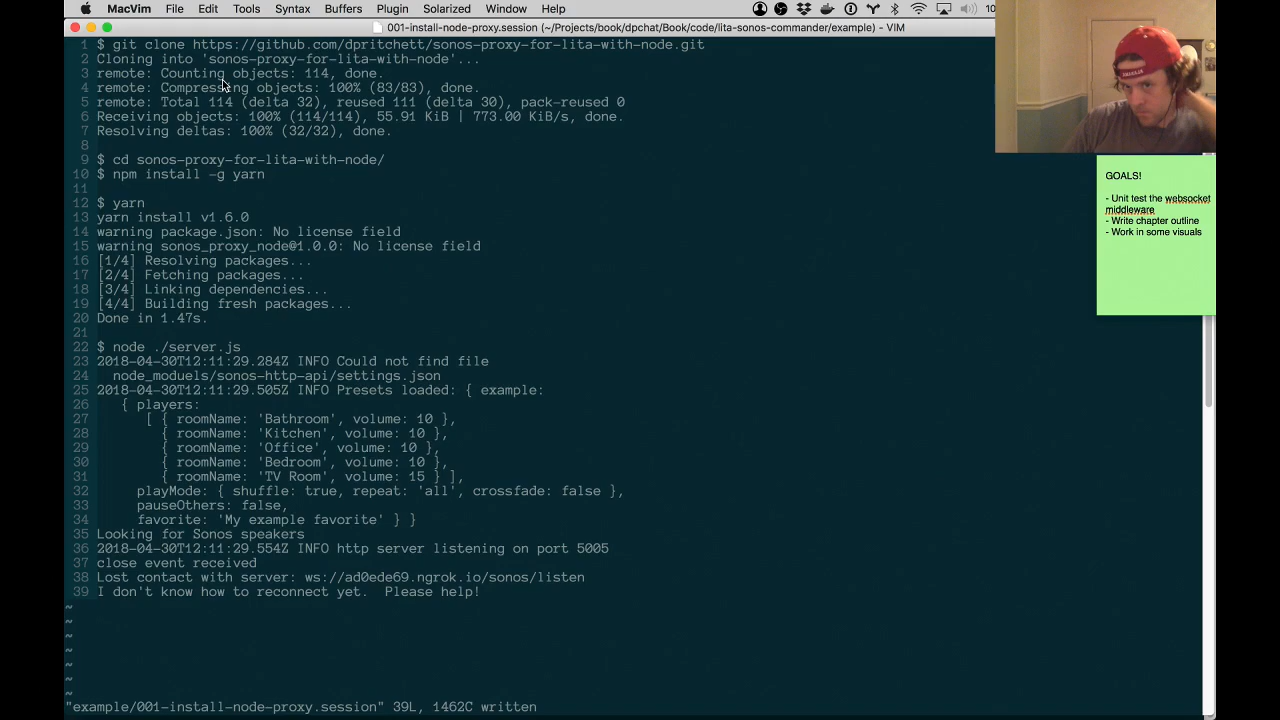 MacVim File Edit Tools Syntax Buffers Plugin Solarized Window Help 10
001-install-node-proxy.session (~/Projects/book/dpchat/Book/code/lita-sonos-commander/example) - VIM
1 $ git clone https://github.com/dpritchett/sonos-proxy-for-lita-with-node.git
2 Cloning into 'sonos-proxy-for-lita-with-node'...
3 remote: Counting objects: 114, done.
4 remote: Compressing objects: 100% (83/83), done.
5 remote: Total 114 (delta 32), reused 111 (delta 30), pack-reused 0
6 Receiving objects: 100% (114/114), 55.91 KiB | 773.00 KiB/s, done.
7 Resolving deltas: 100% (32/32), done.
8
9 $ cd sonos-proxy-for-lita-with-node/
10 $ npm install -g yarn
11
12 $ yarn
13 yarn install v1.6.0
14 warning package.json: No license field
15 warning sonos_proxy_node@1.0.0: No license field
16 [1/4] Resolving packages...
17 [2/4] Fetching packages...
18 [3/4] Linking dependencies...
19 [4/4] Building fresh packages...
20 Done in 1.47s.
21
22 $ node ./server.js
23 2018-04-30T12:11:29.284Z INFO Could not find file
24 node_moduels/sonos-http-api/settings.json
25 2018-04-30T12:11:29.505Z INFO Presets loaded: { example:
26 { players:
27 [ { roomName: 'Bathroom', volume: 10 },
28 { roomName: 'Kitchen', volume: 10 },
29 { roomName: 'Office', volume: 10 },
30 { roomName: 'Bedroom', volume: 10 },
31 { roomName: 'TV Room', volume: 15 } ],
32 playMode: { shuffle: true, repeat: 'all', crossfade: false },
33 pauseOthers: false,
34 favorite: 'My example favorite' } }
35 Looking for Sonos speakers
36 2018-04-30T12:11:29.554Z INFO http server listening on port 5005
37 close event received
38 Lost contact with server: ws://ad0ede69.ngrok.io/sonos/listen
39 I don't know how to reconnect yet. Please help!
~
~
~
~
~
~
~
"example/001-install-node-proxy.session" 39L, 1462C written
GOALS!
- Unit test the websocket
middleware
- Write chapter outline
- Work in some visuals